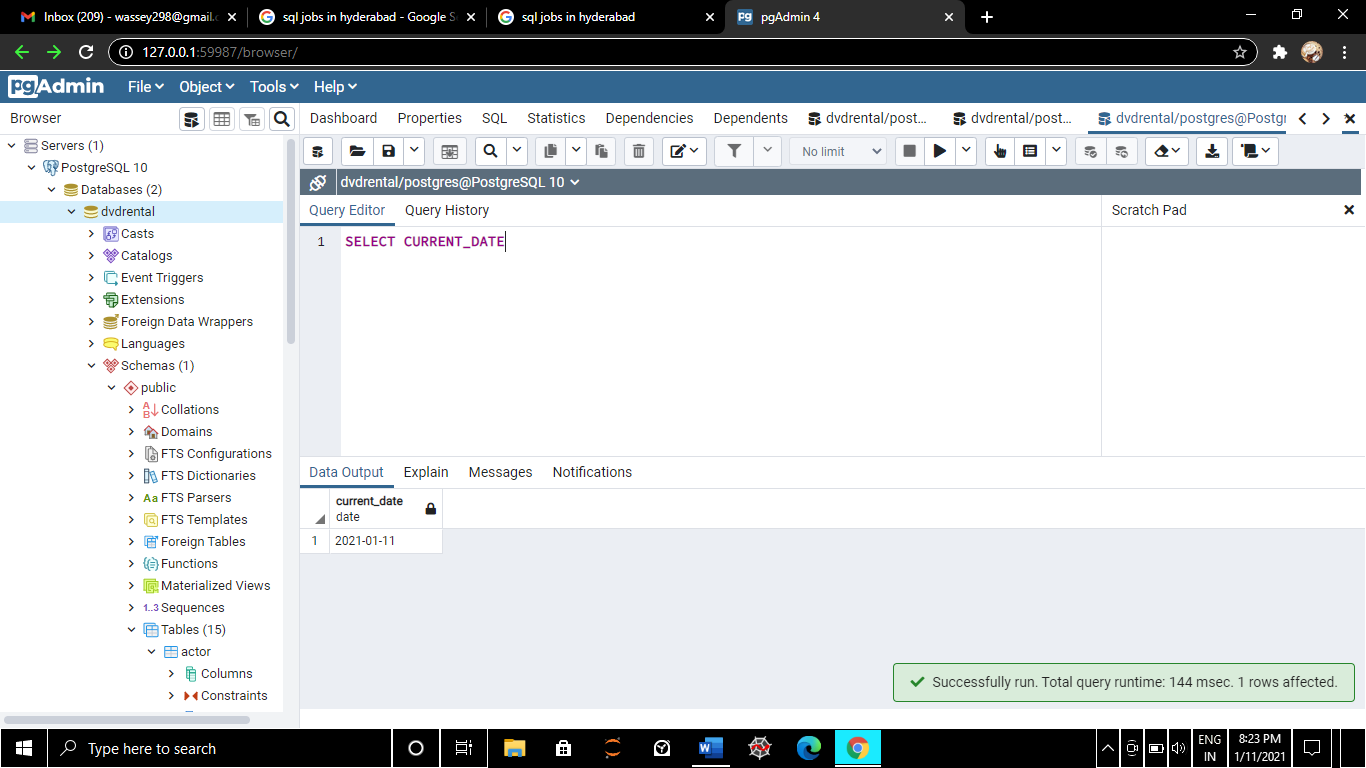 Inbox (209) - wassey298@gmail.c
sql jobs in hyderabad - Google S
sql jobs in hyderabad
pgAdmin 4
127.0.0.1:59987/browser/
pgAdmin File Object Tools Help
Browser
Dashboard Properties SQL Statistics Dependencies Dependents dvdrental/post... dvdrental/post... dvdrental/postgres@Postgr
No limit
dvdrental/postgres@PostgreSQL 10
Query Editor Query History
Scratch Pad
1 SELECT CURRENT_DATE
Servers (1)
PostgreSQL 10
Databases (2)
dvdrental
Casts
Catalogs
Event Triggers
Extensions
Foreign Data Wrappers
Languages
Schemas (1)
public
Collations
Domains
FTS Configurations
FTS Dictionaries
Aa FTS Parsers
FTS Templates
Foreign Tables
Functions
Materialized Views
1..3 Sequences
Tables (15)
actor
Columns
Constraints
Data Output Explain Messages Notifications
current_date
date
1 2021-01-11
Successfully run. Total query runtime: 144 msec. 1 rows affected.
Type here to search
ENG
IN
8:23 PM
1/11/2021